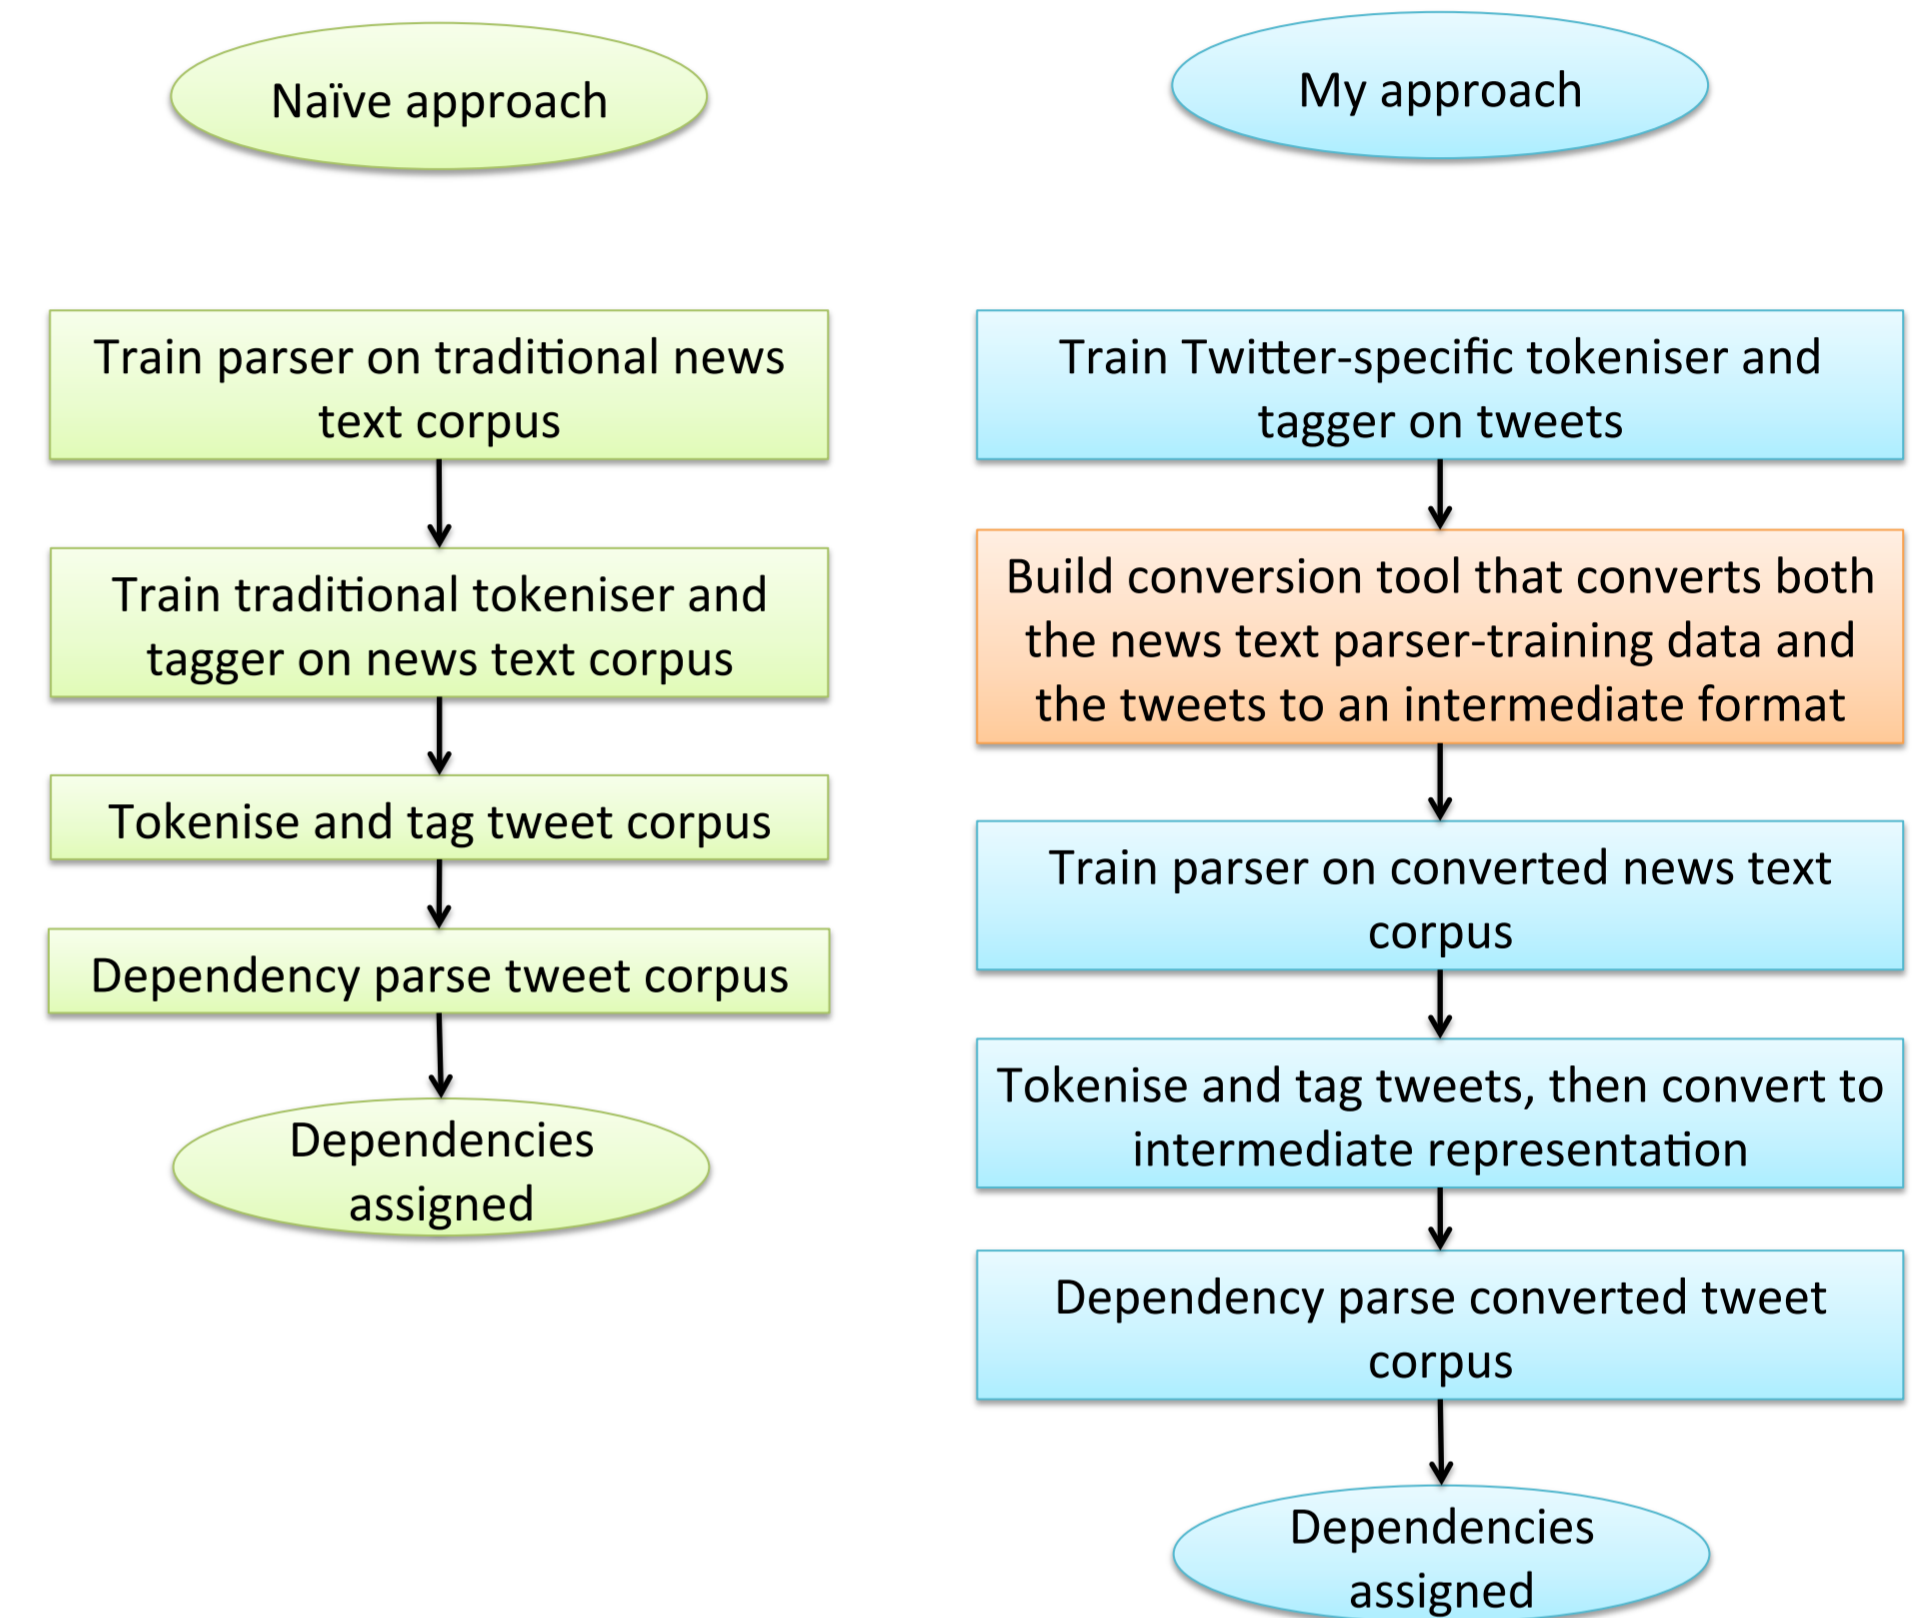 Naïve approach
Train parser on traditional news
text corpus
Train traditional tokeniser and
tagger on news text corpus
Tokenise and tag tweet corpus
Dependency parse tweet corpus
Dependencies
assigned
My approach
Train Twitter-specific tokeniser and
tagger on tweets
Build conversion tool that converts both
the news text parser-training data and
the tweets to an intermediate format
Train parser on converted news text
corpus
Tokenise and tag tweets, then convert to
intermediate representation
Dependency parse converted tweet
corpus
Dependencies
assigned